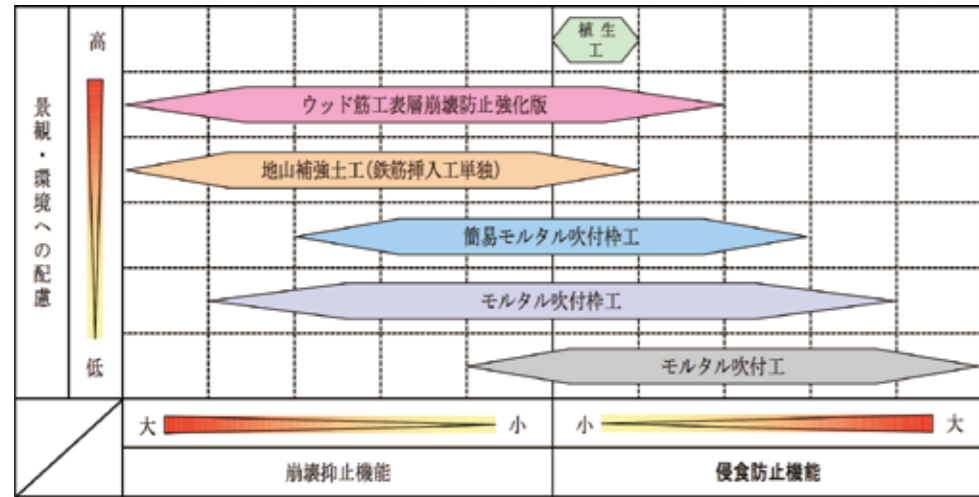 高
景観・環境への配慮
低
植生
工
ウッド筋工表層崩壊防止強化版
地山補強土工(鉄筋挿入工単独)
簡易モルタル吹付枠工
モルタル吹付枠工
モルタル吹付工
大 小 小 大
崩壊抑止機能 侵食防止機能